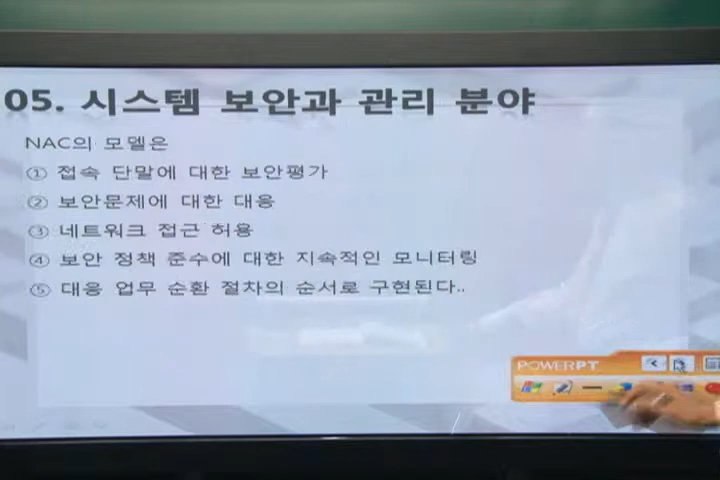 05. 시스템 보안과 관리 분야
NAC의 모델은
① 접속 단말에 대한 보안평가
② 보안문제에 대한 대응
③ 네트워크 접근 허용
④ 보안 정책 준수에 대한 지속적인 모니터링
⑤ 대응 업무 순환 절차의 순서로 구현된다..
POWERPT